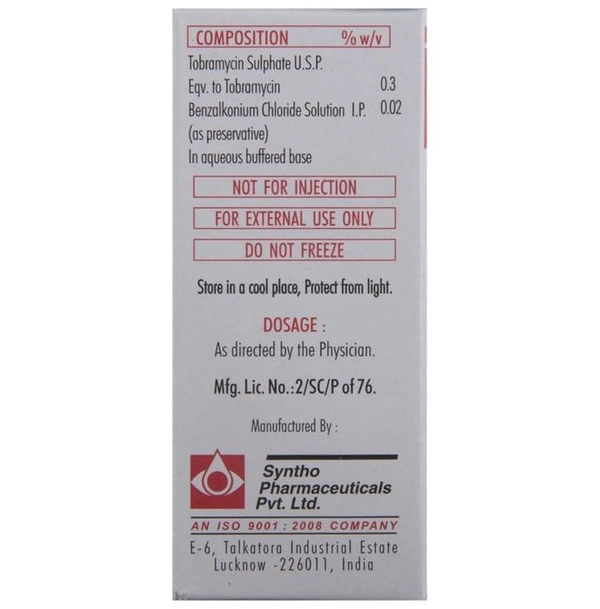 COMPOSITION % w/v
Tobramycin Sulphate U.S.P.
Eqv. to Tobramycin 0.3
Benzalkonium Chloride Solution I.P. 0.02
(as preservative)
In aqueous buffered base
NOT FOR INJECTION
FOR EXTERNAL USE ONLY
DO NOT FREEZE
Store in a cool place, Protect from light.
DOSAGE :
As directed by the Physician.
Mfg. Lic. No.:2/SC/P of 76.
Manufactured By :
Syntho
Pharmaceuticals
Pvt. Ltd.
AN ISO 9001 : 2008 COMPANY
E-6, Talkatora Industrial Estate
Lucknow -226011, India